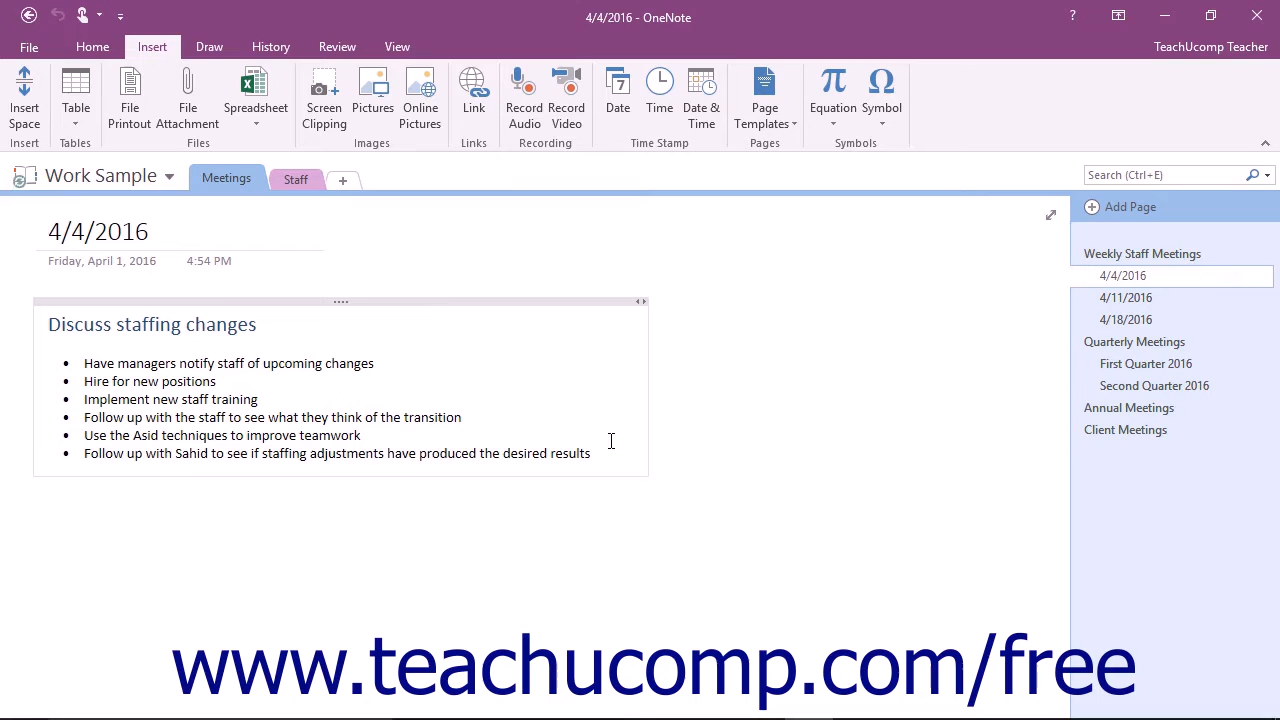 4/4/2016 - OneNote
?
File Home Insert Draw History Review View TeachUcomp Teacher
Insert Space
Table
File Printout
File Attachment
Spreadsheet
Screen Clipping
Pictures
Online Pictures
Link
Record Audio
Record Video
7
Date
Time
Date & Time
Page Templates
π
Equation
Ω
Symbol
Insert Tables Files Images Links Recording Time Stamp Pages Symbols
Work Sample Meetings Staff + Search (Ctrl+E)
Add Page
4/4/2016
Friday, April 1, 2016 4:54 PM
Discuss staffing changes
• Have managers notify staff of upcoming changes
• Hire for new positions
• Implement new staff training
• Follow up with the staff to see what they think of the transition
• Use the Asid techniques to improve teamwork
• Follow up with Sahid to see if staffing adjustments have produced the desired results
Weekly Staff Meetings
4/4/2016
4/11/2016
4/18/2016
Quarterly Meetings
First Quarter 2016
Second Quarter 2016
Annual Meetings
Client Meetings
www.teachucomp.com/free